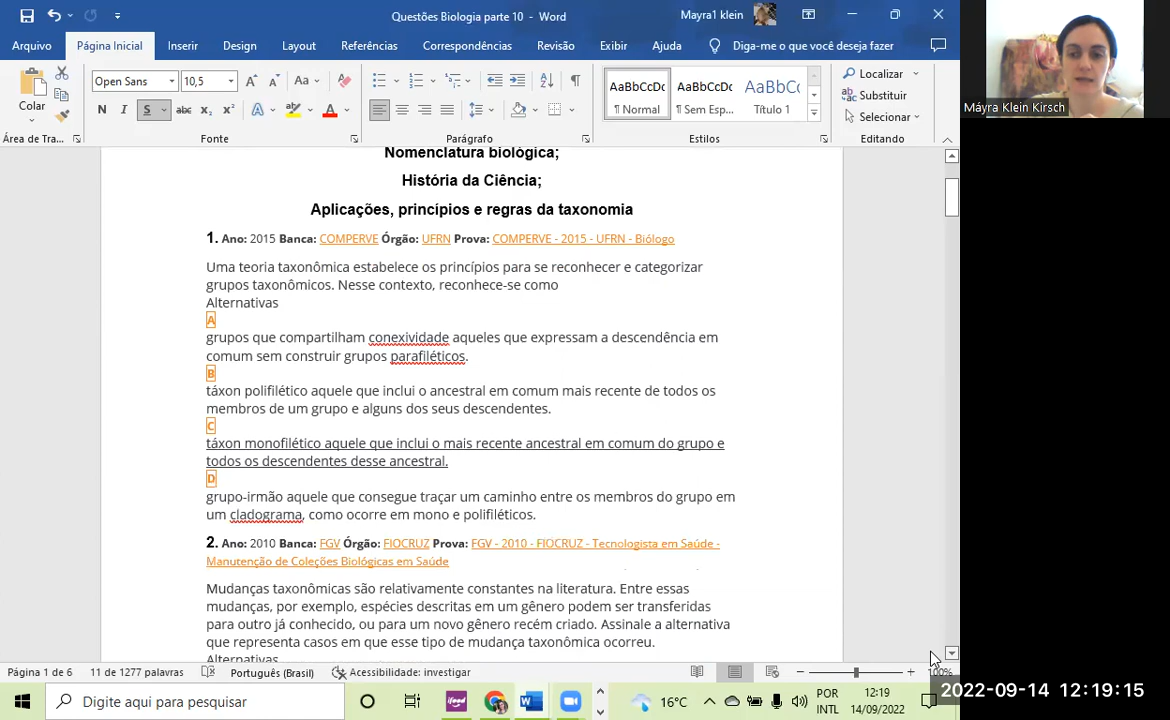 Questões Biologia parte 10 - Word
Mayra1 klein
Arquivo Página Inicial Inserir Design Layout Referências Correspondências Revisão Exibir Ajuda Diga-me o que você deseja fazer
Colar
Open Sans 10,5
AaBbCcDc AaBbCcDc AaBbCc
¶ Normal ¶ Sem Esp... Título 1
Localizar
Substituir
Selecionar
Área de Tra... Fonte Parágrafo Estilos Editando
Máyra Klein Kirsch
Nomenclatura biológica;
História da Ciência;
Aplicações, princípios e regras da taxonomia
1. Ano: 2015 Banca: COMPERVE Órgão: UFRN Prova: COMPERVE - 2015 - UFRN - Biólogo
Uma teoria taxonômica estabelece os princípios para se reconhecer e categorizar
grupos taxonômicos. Nesse contexto, reconhece-se como
Alternativas
A
grupos que compartilham conexividade aqueles que expressam a descendência em
comum sem construir grupos parafiléticos.
B
táxon polifilético aquele que inclui o ancestral em comum mais recente de todos os
membros de um grupo e alguns dos seus descendentes.
C
táxon monofilético aquele que inclui o mais recente ancestral em comum do grupo e
todos os descendentes desse ancestral.
D
grupo-irmão aquele que consegue traçar um caminho entre os membros do grupo em
um cladograma, como ocorre em mono e polifiléticos.
2. Ano: 2010 Banca: FGV Órgão: FIOCRUZ Prova: FGV - 2010 - FIOCRUZ - Tecnologista em Saúde -
Manutenção de Coleções Biológicas em Saúde
Mudanças taxonômicas são relativamente constantes na literatura. Entre essas
mudanças, por exemplo, espécies descritas em um gênero podem ser transferidas
para outro já conhecido, ou para um novo gênero recém criado. Assinale a alternativa
que representa casos em que esse tipo de mudança taxonômica ocorreu.
Alternativas
Página 1 de 6 11 de 1277 palavras Português (Brasil) Acessibilidade: investigar 100%
Digite aqui para pesquisar
16°C
POR
INTL
12:19
14/09/2022
2022-09-14 12:19:15